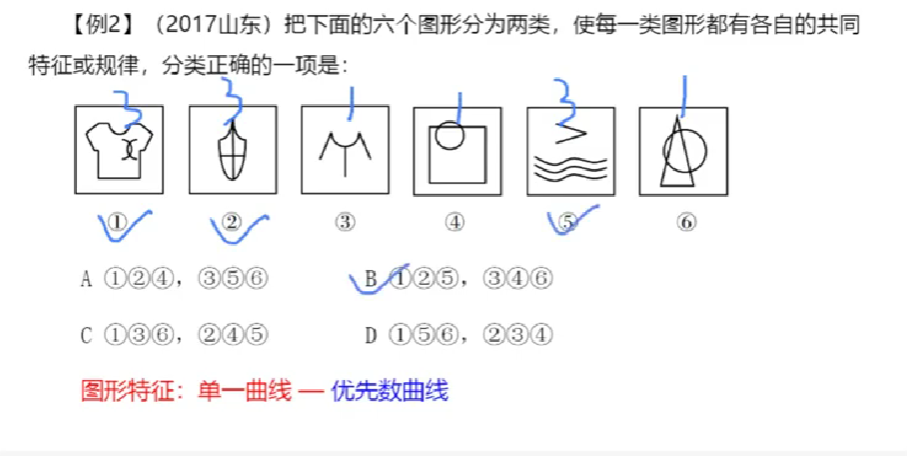 【例2】（2017山东）把下面的六个图形分为两类，使每一类图形都有各自的共同
特征或规律，分类正确的一项是：
3 3 1 1 3 1
① ② ③ ④ ⑤ ⑥
A ①②④，③⑤⑥ B ①②⑤，③④⑥
C ①③⑥，②④⑤ D ①⑤⑥，②③④
图形特征：单一曲线 — 优先数曲线